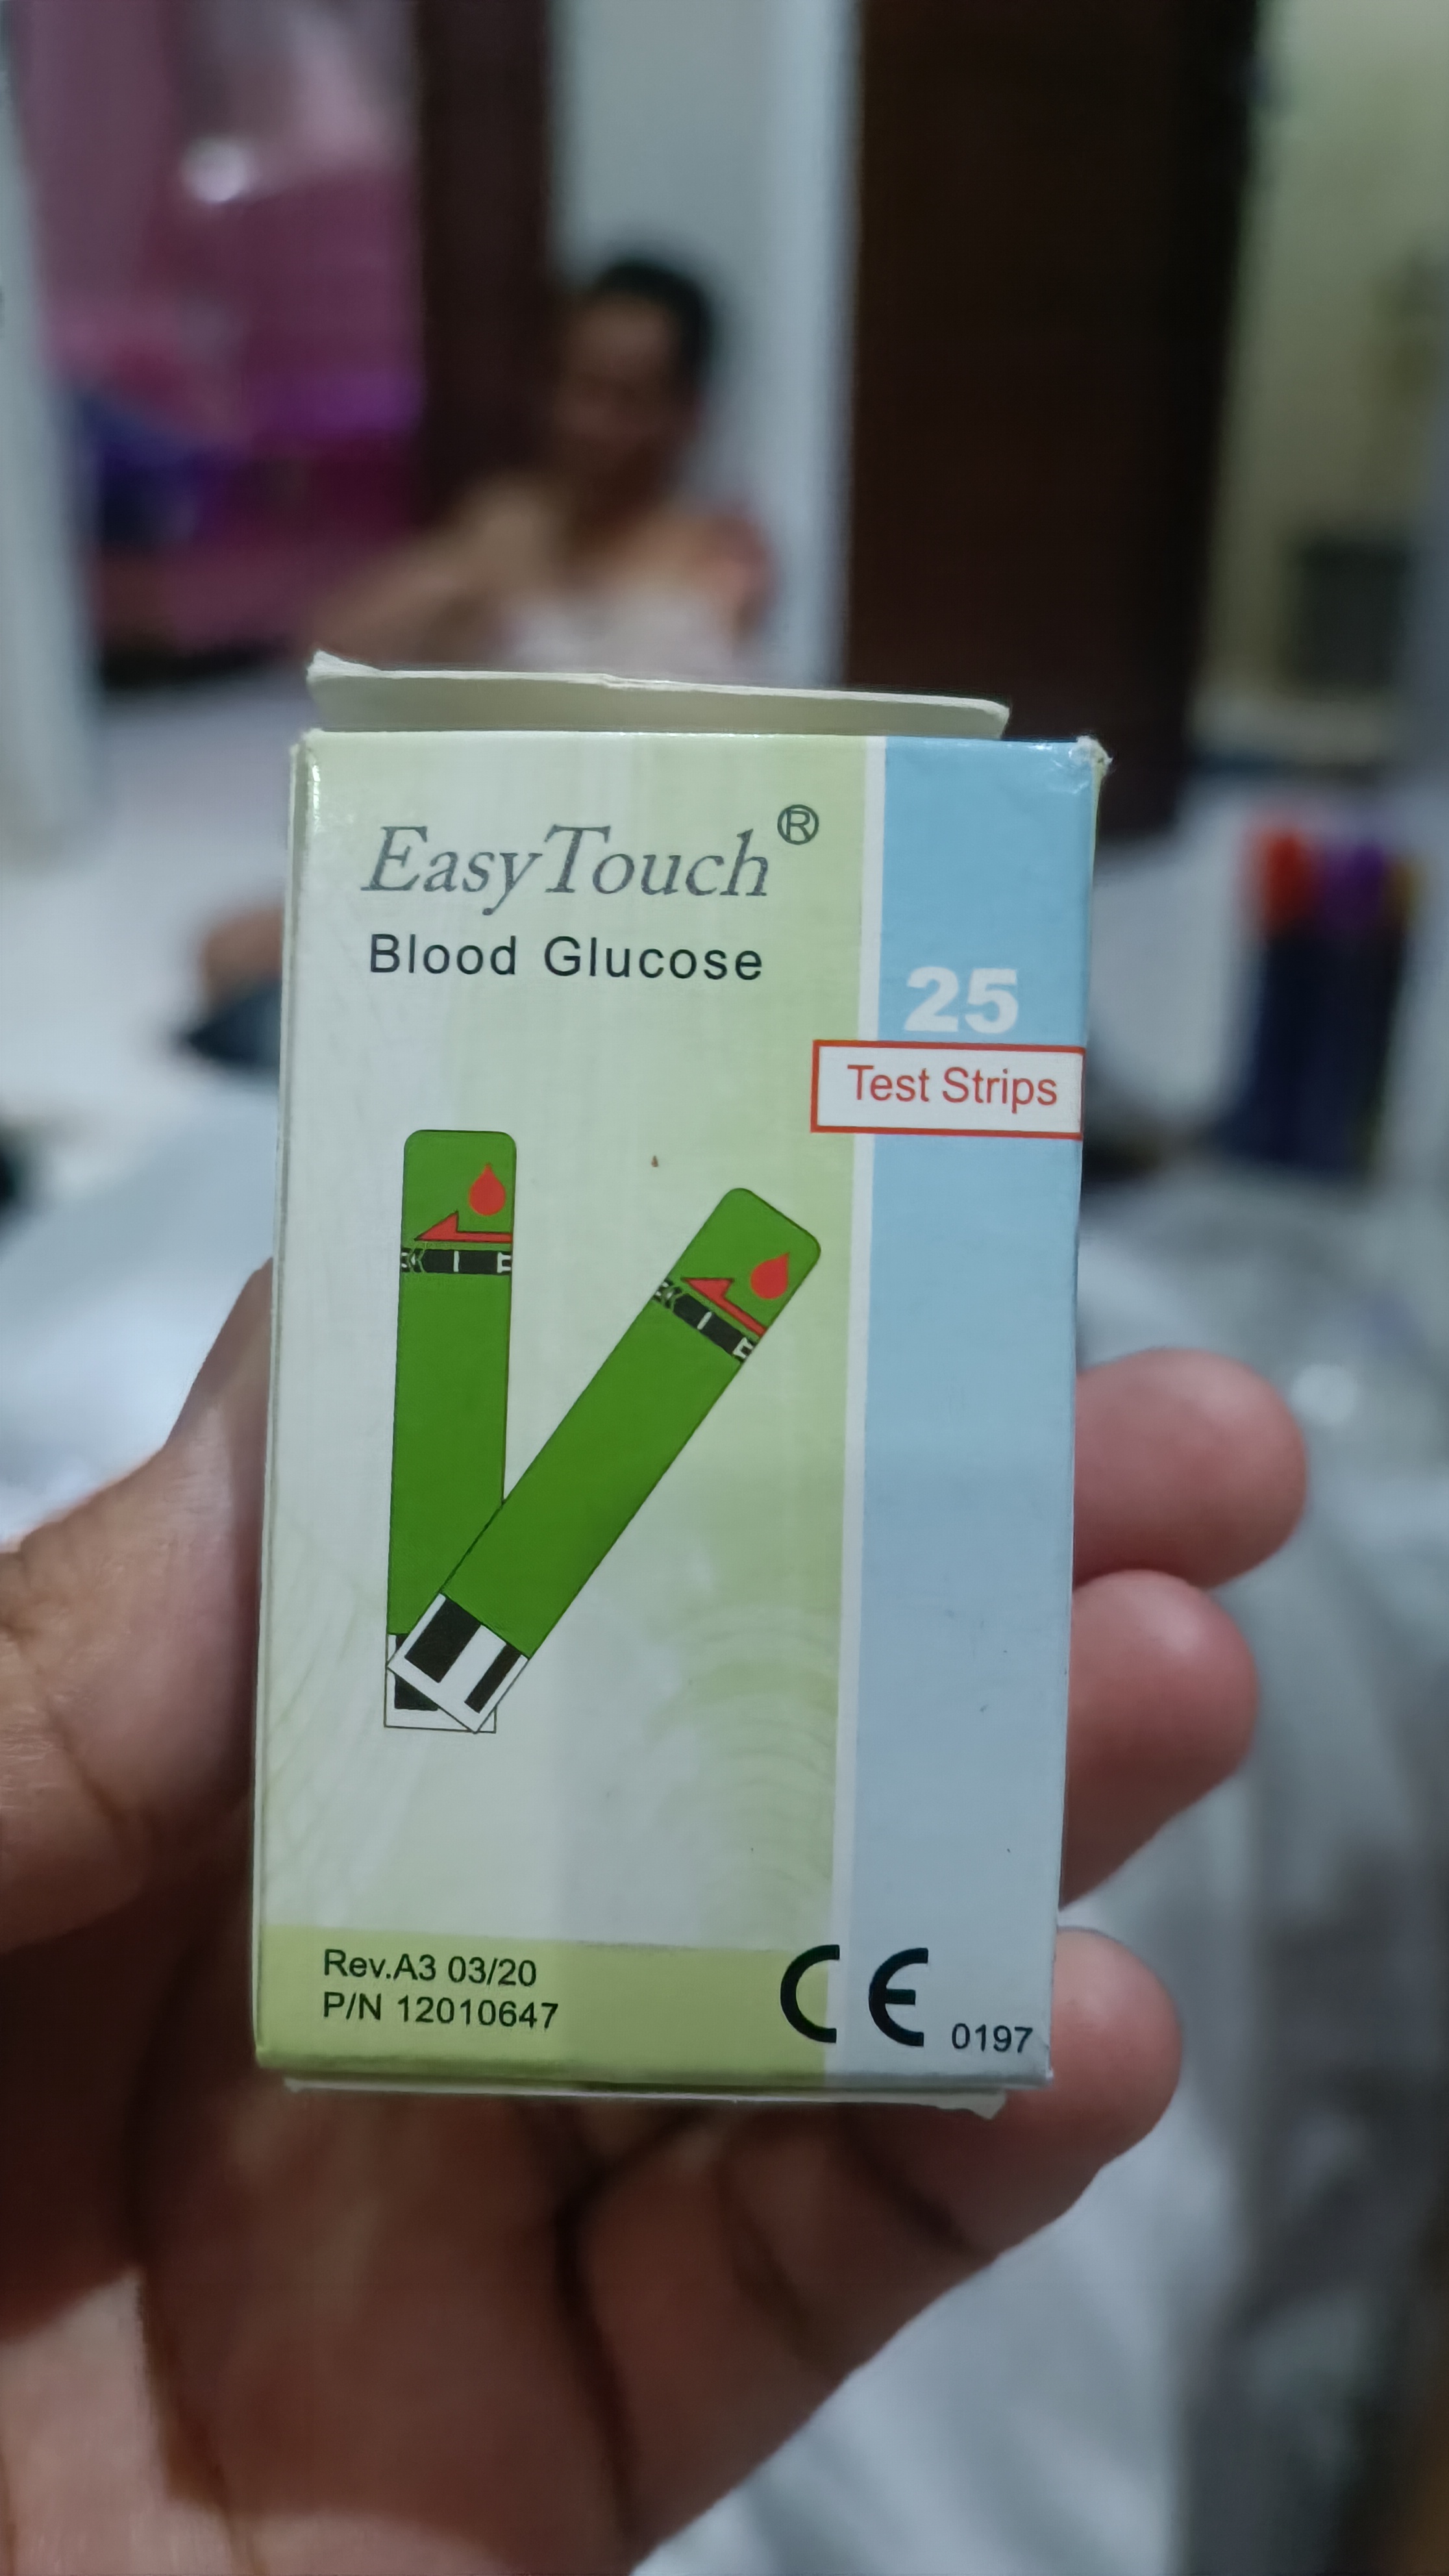 EasyTouch®
Blood Glucose
25
Test Strips
Rev.A3 03/20
P/N 12010647
CE 0197